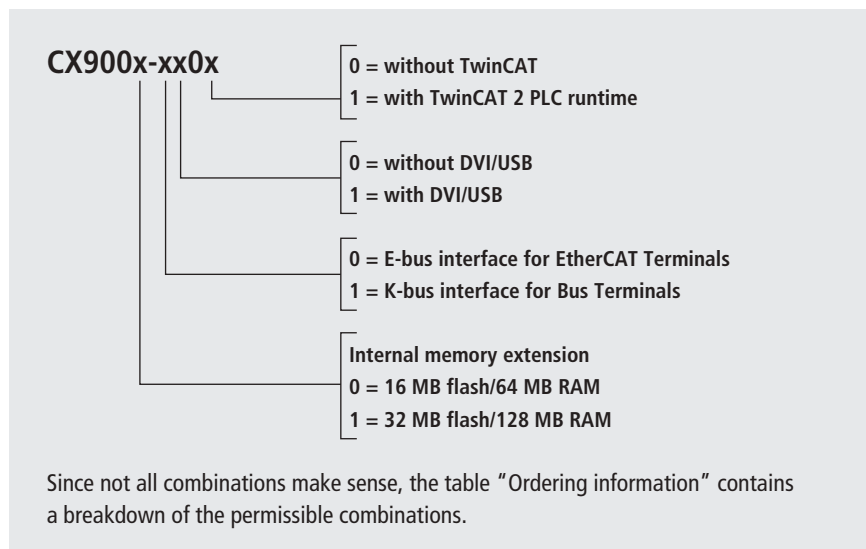 CX900x-xx0x
0 = without TwinCAT
1 = with TwinCAT 2 PLC runtime
0 = without DVI/USB
1 = with DVI/USB
0 = E-bus interface for EtherCAT Terminals
1 = K-bus interface for Bus Terminals
Internal memory extension
0 = 16 MB flash/64 MB RAM
1 = 32 MB flash/128 MB RAM
Since not all combinations make sense, the table “Ordering information” contains
a breakdown of the permissible combinations.